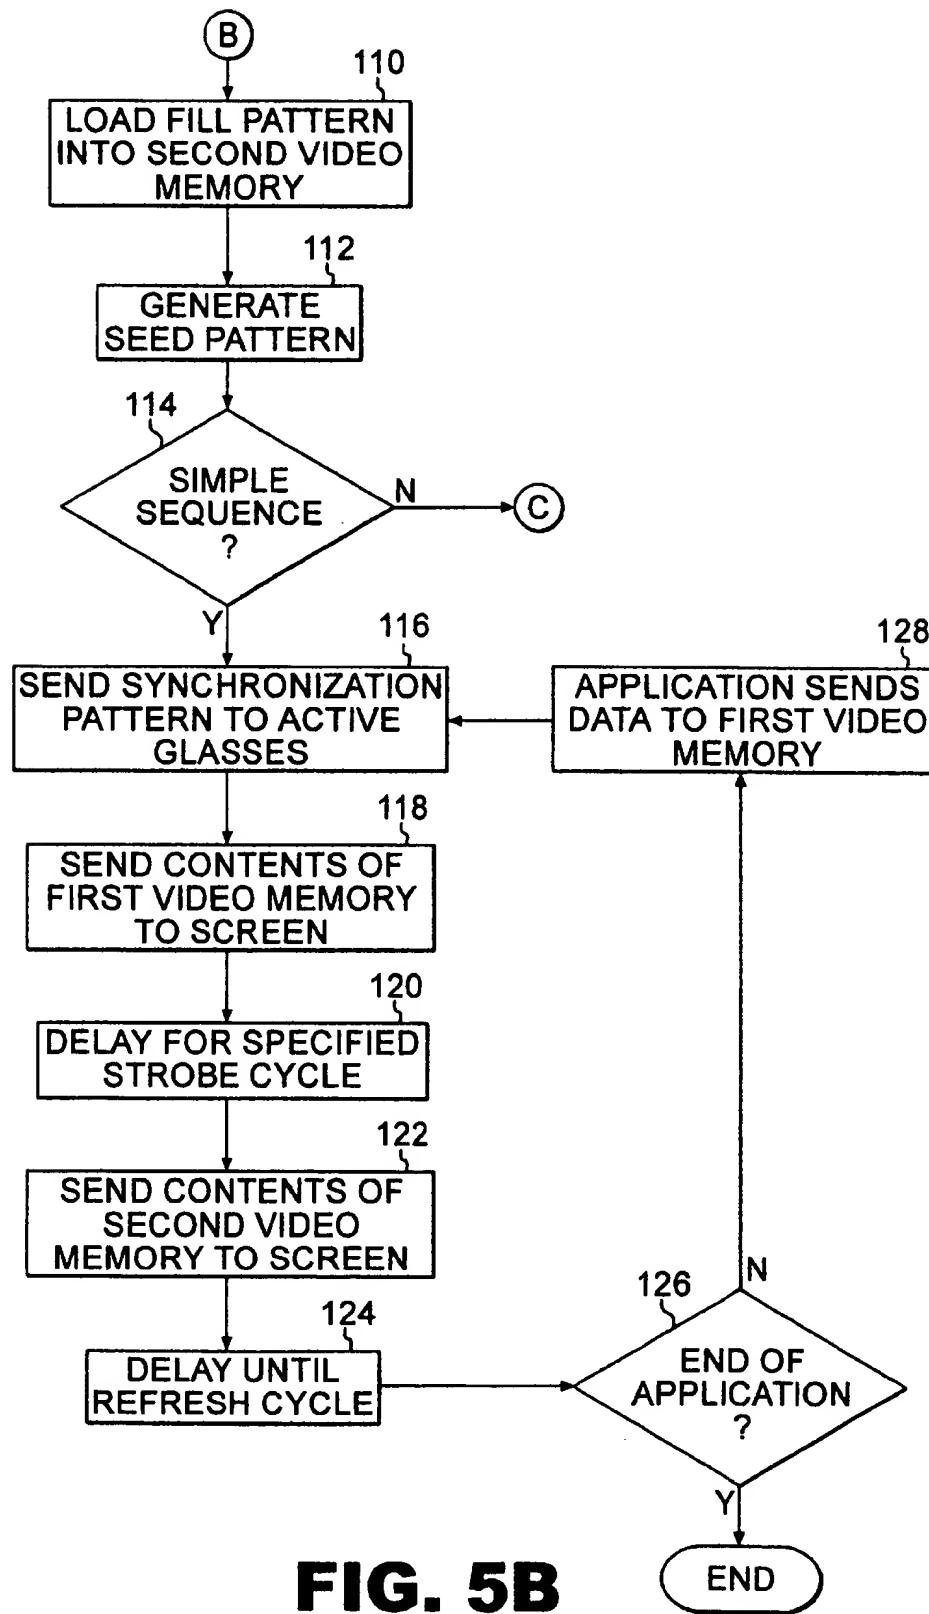 B
110
LOAD FILL PATTERN
INTO SECOND VIDEO
MEMORY
112
GENERATE
SEED PATTERN
114
SIMPLE
SEQUENCE
?
N
C
Y
116
SEND SYNCHRONIZATION
PATTERN TO ACTIVE
GLASSES
128
APPLICATION SENDS
DATA TO FIRST VIDEO
MEMORY
118
SEND CONTENTS OF
FIRST VIDEO MEMORY
TO SCREEN
120
DELAY FOR SPECIFIED
STROBE CYCLE
122
SEND CONTENTS OF
SECOND VIDEO
MEMORY TO SCREEN
124
DELAY UNTIL
REFRESH CYCLE
126
N
END OF
APPLICATION
?
Y
END
FIG. 5B